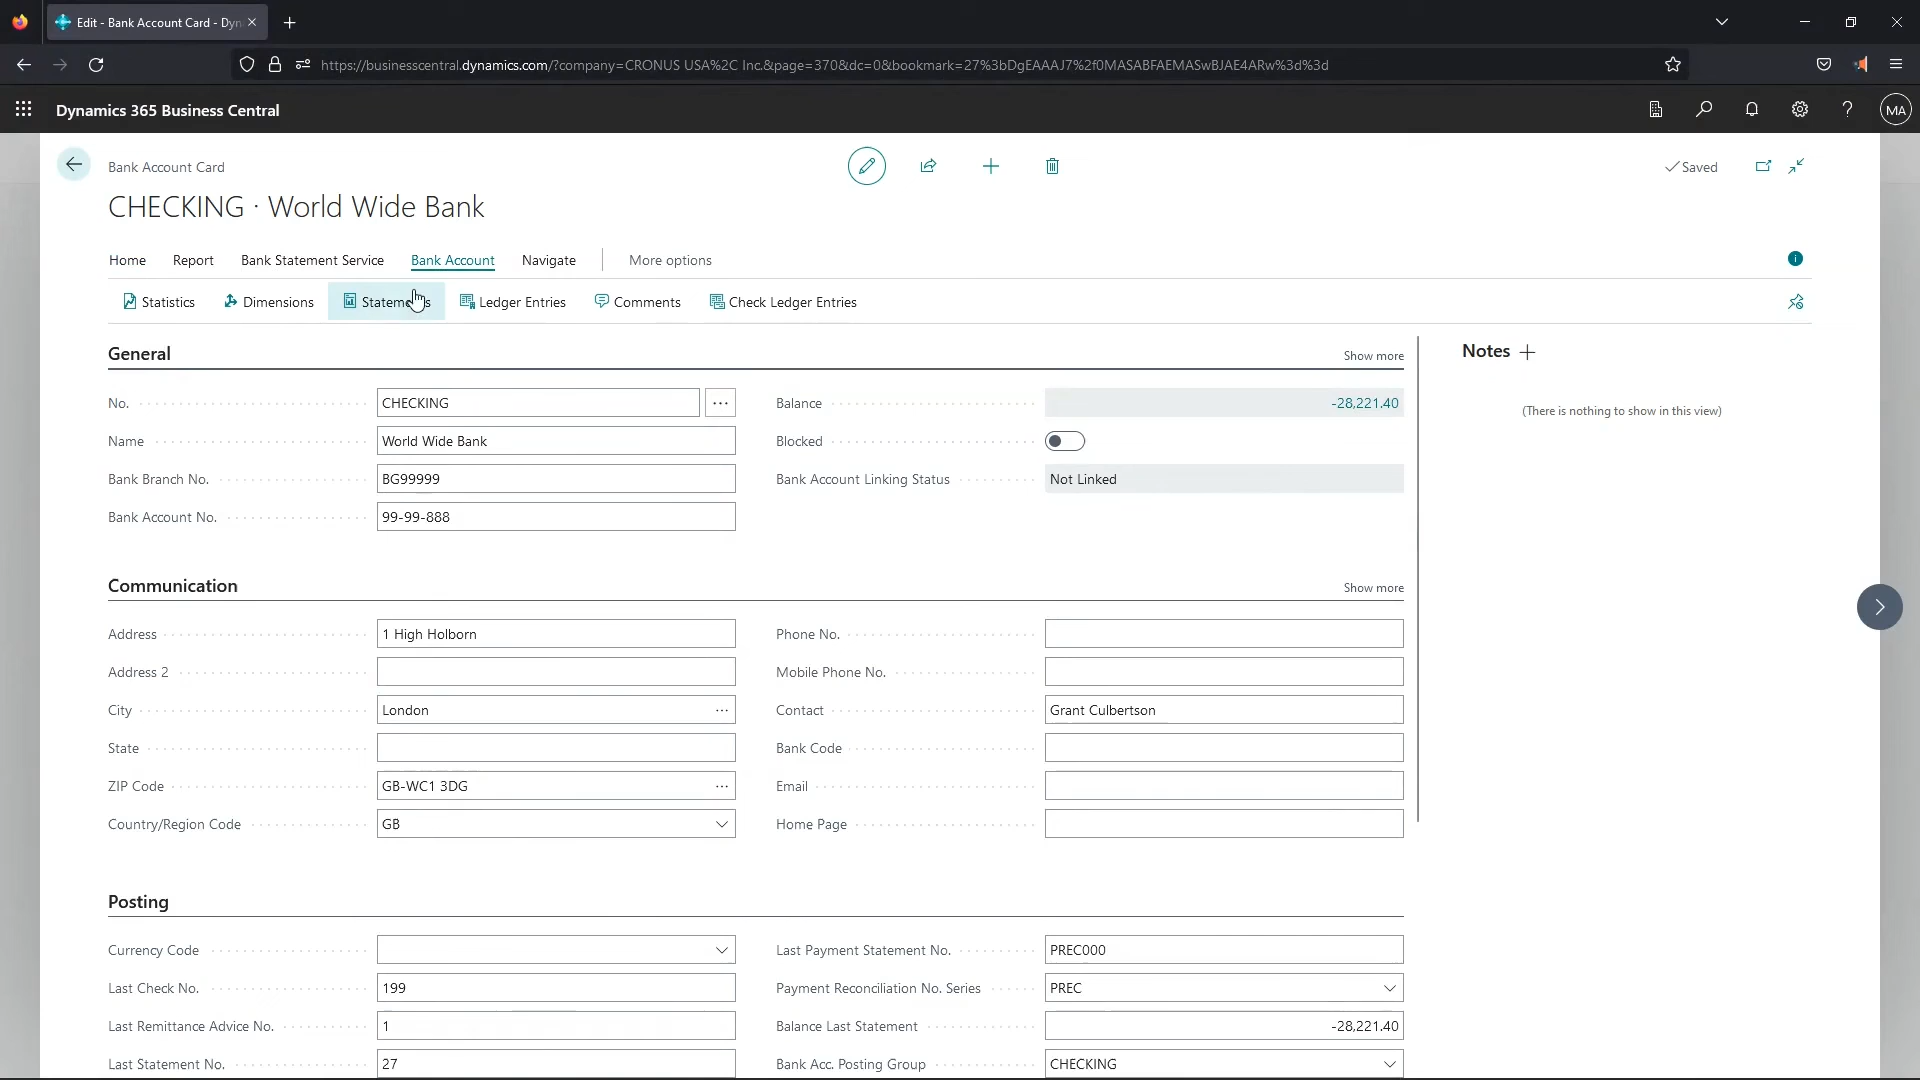 Edit - Bank Account Card - Dyn
https://businesscentral.dynamics.com/?company=CRONUS USA%2C Inc.&page=370&dc=0&bookmark=27%3bDgEAAAJ7%2f0MASABFAEMASwBJAE4ARw%3d%3d
Dynamics 365 Business Central
MA
Bank Account Card
Saved
CHECKING · World Wide Bank
Home Report Bank Statement Service Bank Account Navigate More options
Statistics Dimensions Statements Ledger Entries Comments Check Ledger Entries
General Show more
No. CHECKING
Name World Wide Bank
Bank Branch No. BG99999
Bank Account No. 99-99-888
Balance -28,221.40
Blocked
Bank Account Linking Status Not Linked
Notes
(There is nothing to show in this view)
Communication Show more
Address 1 High Holborn
Address 2
City London
State
ZIP Code GB-WC1 3DG
Country/Region Code GB
Phone No.
Mobile Phone No.
Contact Grant Culbertson
Bank Code
Email
Home Page
Posting
Currency Code
Last Check No. 199
Last Remittance Advice No. 1
Last Statement No. 27
Last Payment Statement No. PREC000
Payment Reconciliation No. Series PREC
Balance Last Statement -28,221.40
Bank Acc. Posting Group CHECKING